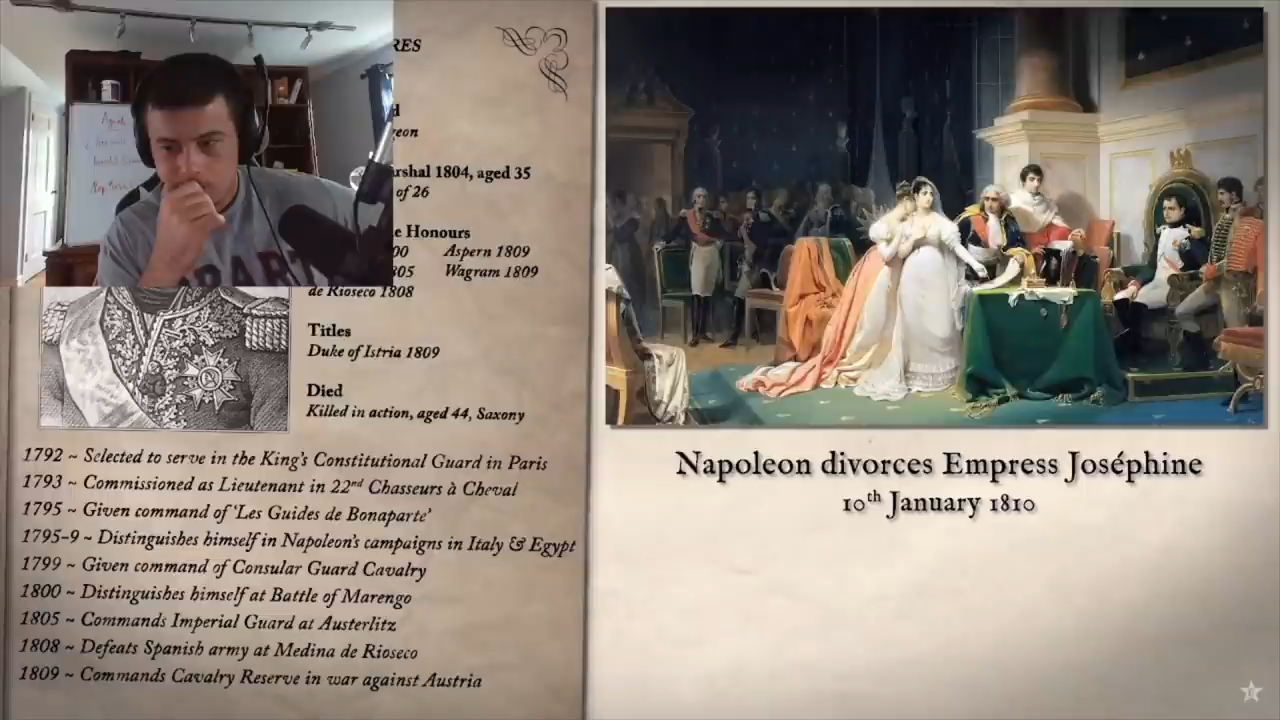 RES
d
geon
rshal 1804, aged 35
of 26
e Honours
00 Aspern 1809
805 Wagram 1809
de Rioseco 1808
Titles
Duke of Istria 1809
Died
Killed in action, aged 44, Saxony
1792 ~ Selected to serve in the King's Constitutional Guard in Paris
1793 ~ Commissioned as Lieutenant in 22nd Chasseurs à Cheval
1795 ~ Given command of 'Les Guides de Bonaparte'
1795-9 ~ Distinguishes himself in Napoleon's campaigns in Italy & Egypt
1799 ~ Given command of Consular Guard Cavalry
1800 ~ Distinguishes himself at Battle of Marengo
1805 ~ Commands Imperial Guard at Austerlitz
1808 ~ Defeats Spanish army at Medina de Rioseco
1809 ~ Commands Cavalry Reserve in war against Austria
Napoleon divorces Empress Joséphine
10th January 1810